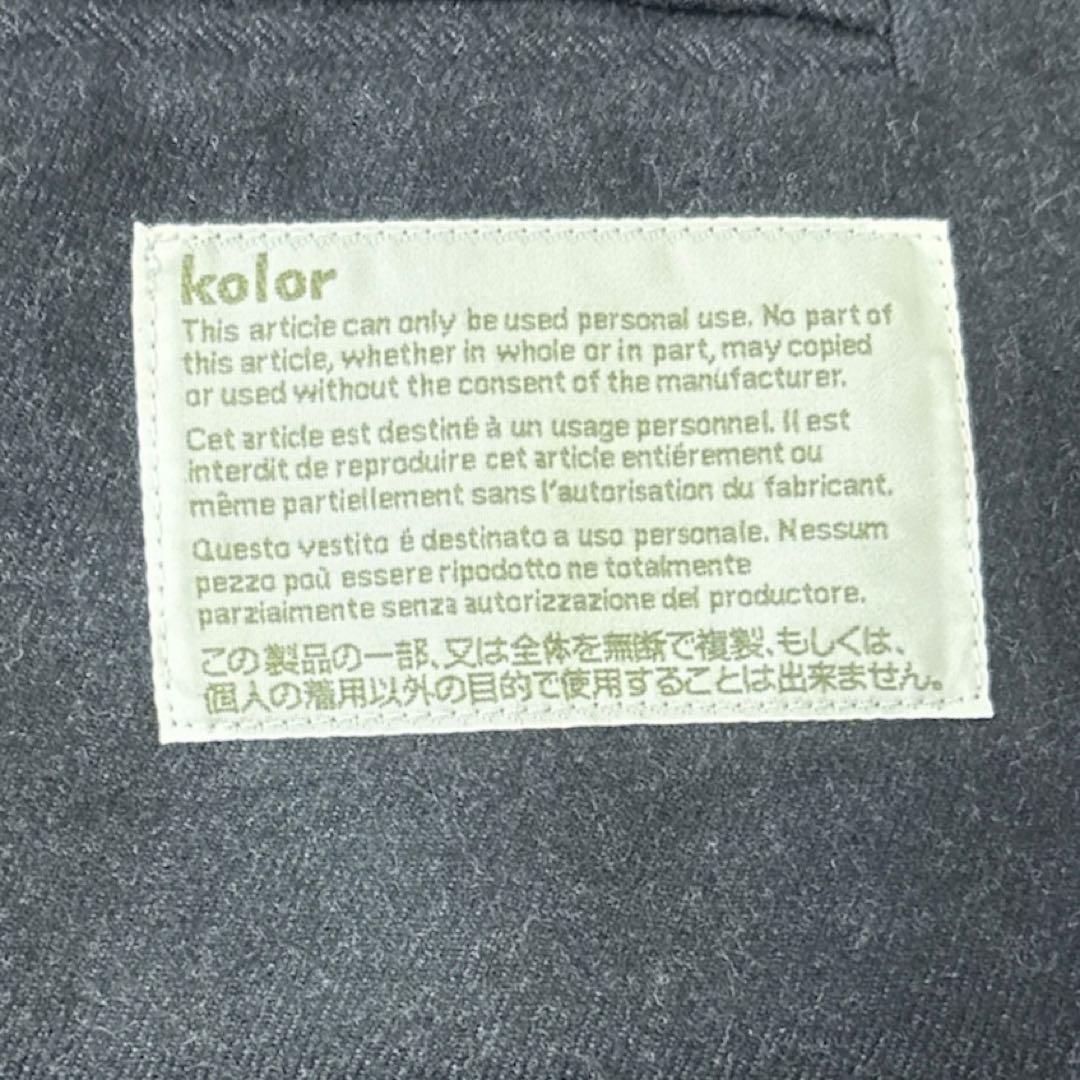 kolor
This article can only be used personal use. No part of
this article, whether in whole or in part, may copied
or used without the consent of the manufacturer.
Cet article est destiné à un usage personnel. Il est
interdit de reproduire cet article entiérement ou
même partiellement sans l'autorisation du fabricant.
Questo vestito é destinato a uso personale. Nessum
pezzo paù essere ripodotto ne totalmente
parzialmente senza autorizzazione del productore.
この製品の一部、又は全体を無断で複製、もしくは、
個人の着用以外の目的で使用することは出来ません。